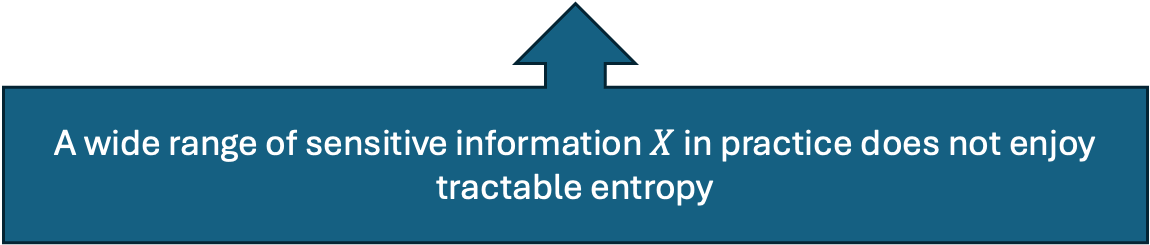 A wide range of sensitive information X in practice does not enjoy
tractable entropy